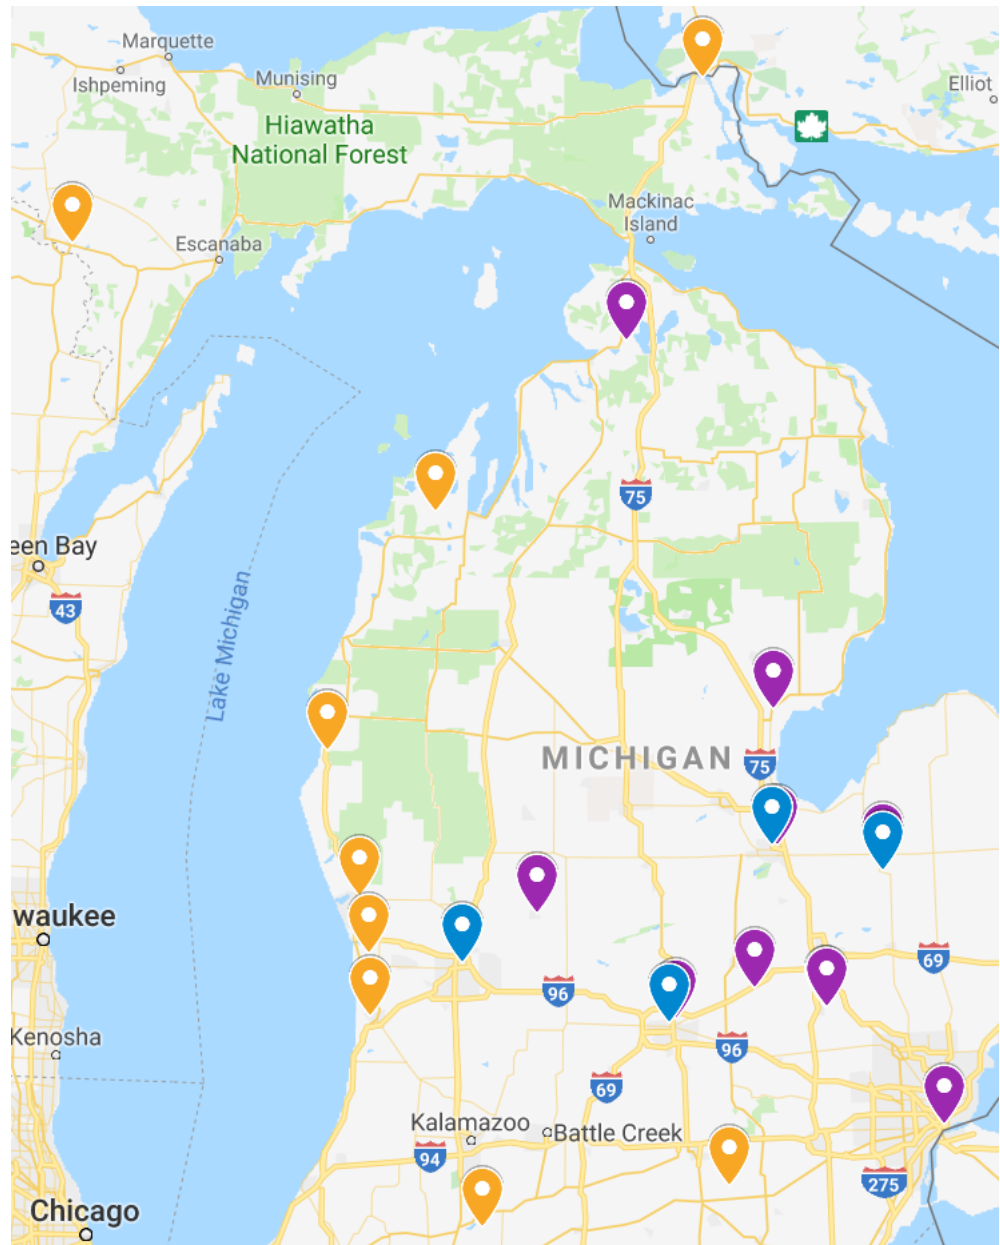 Marquette
Ishpeming
Munising
Elliot
Hiawatha
National Forest
Mackinac
Island
Escanaba
75
een Bay
43
Lake Michigan
MICHIGAN
75
waukee
69
96
Kenosha
96
69
Kalamazoo
Battle Creek
94
275
Chicago